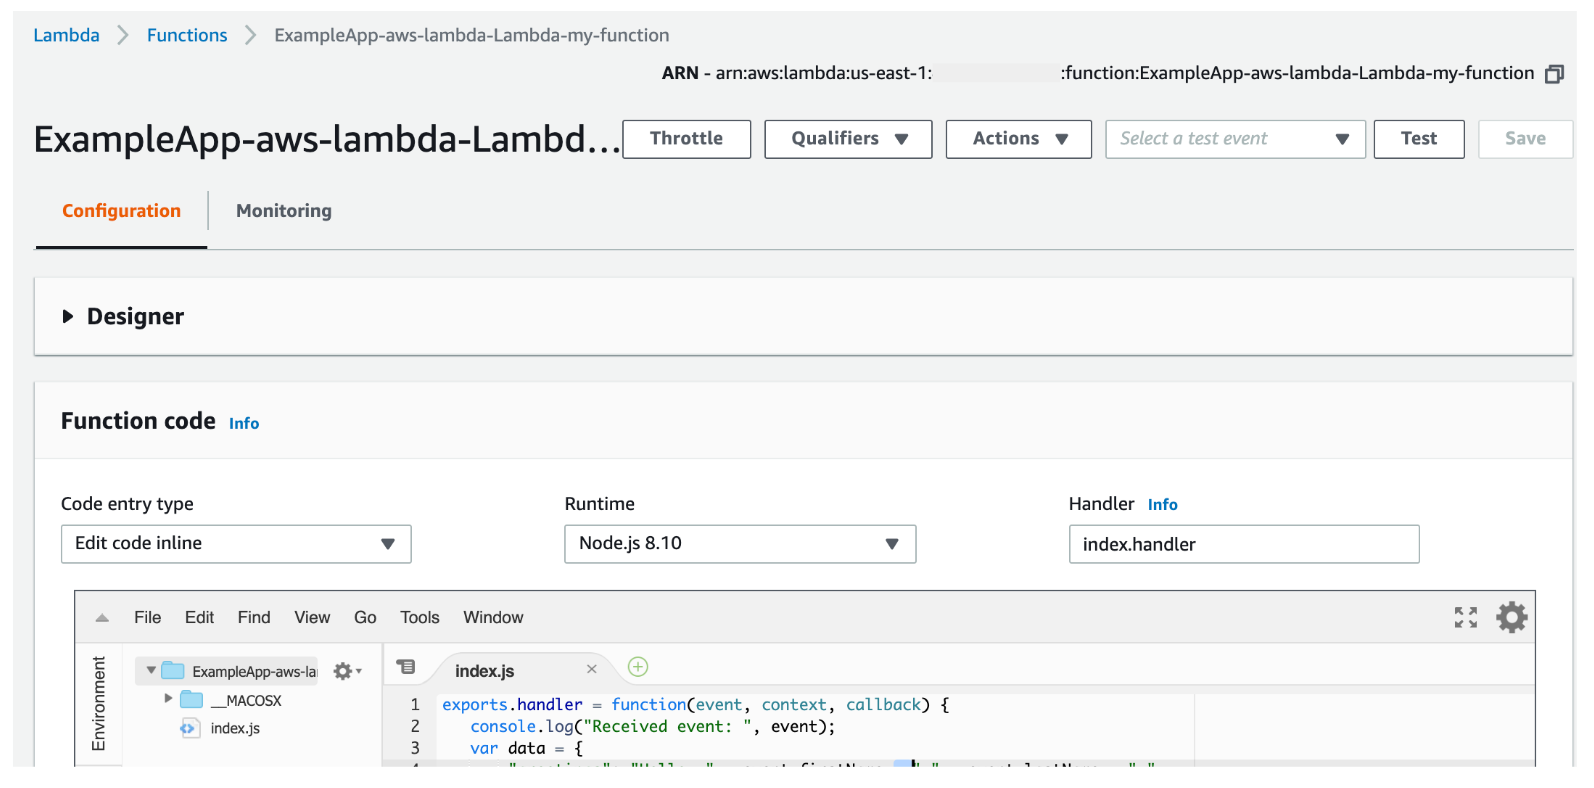 Lambda > Functions > ExampleApp-aws-lambda-Lambda-my-function
ARN - arn:aws:lambda:us-east-1: :function:ExampleApp-aws-lambda-Lambda-my-function
ExampleApp-aws-lambda-Lambd... Throttle Qualifiers Actions Select a test event Test Save
Configuration Monitoring
Designer
Function code Info
Code entry type Runtime Handler Info
Edit code inline Node.js 8.10 index.handler
File Edit Find View Go Tools Window
Environment
ExampleApp-aws-la
__MACOSX
index.js
index.js
1 exports.handler = function(event, context, callback) {
2 console.log("Received event: ", event);
3 var data = {